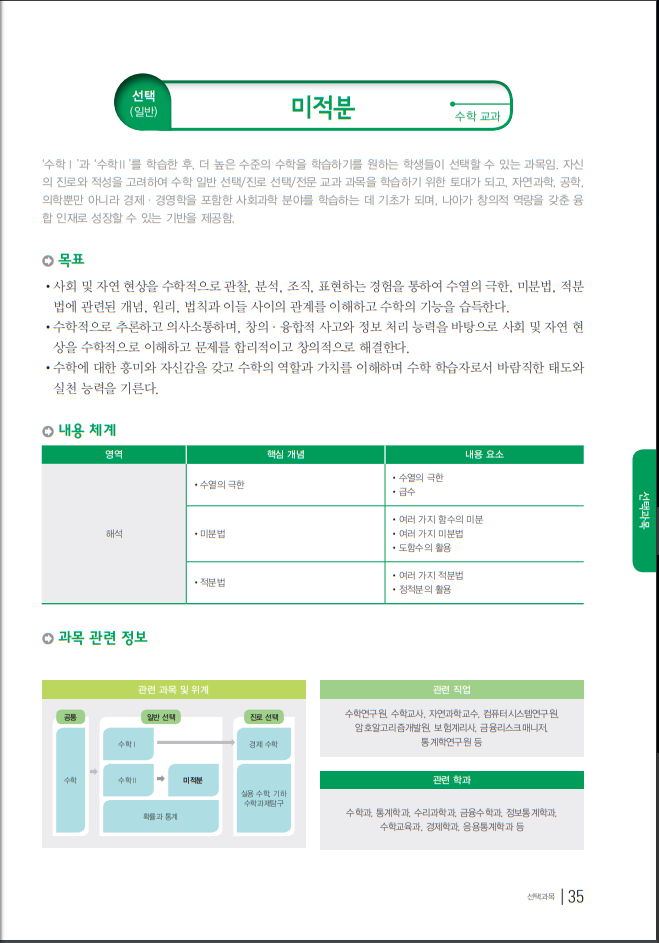 선택
(일반)
미적분
수학 교과
'수학Ⅰ'과 '수학Ⅱ'를 학습한 후, 더 높은 수준의 수학을 학습하기를 원하는 학생들이 선택할 수 있는 과목임. 자신
의 진로와 적성을 고려하여 수학 일반 선택/진로 선택/전문 교과 과목을 학습하기 위한 토대가 되고, 자연과학, 공학,
의학뿐만 아니라 경제·경영학을 포함한 사회과학 분야를 학습하는 데 기초가 되며, 나아가 창의적 역량을 갖춘 융
합 인재로 성장할 수 있는 기반을 제공함.
목표
• 사회 및 자연 현상을 수학적으로 관찰, 분석, 조직, 표현하는 경험을 통하여 수열의 극한, 미분법, 적분
법에 관련된 개념, 원리, 법칙과 이들 사이의 관계를 이해하고 수학의 기능을 습득한다.
• 수학적으로 추론하고 의사소통하며, 창의·융합적 사고와 정보 처리 능력을 바탕으로 사회 및 자연 현
상을 수학적으로 이해하고 문제를 합리적이고 창의적으로 해결한다.
• 수학에 대한 흥미와 자신감을 갖고 수학의 역할과 가치를 이해하며 수학 학습자로서 바람직한 태도와
실천 능력을 기른다.
내용 체계
영역 핵심 개념 내용 요소
해석
• 수열의 극한
• 수열의 극한
• 급수
• 미분법
• 여러 가지 함수의 미분
• 여러 가지 미분법
• 도함수의 활용
• 적분법
• 여러 가지 적분법
• 정적분의 활용
선택과목
과목 관련 정보
관련 과목 및 위계
공통 일반 선택 진로 선택
수학
수학Ⅰ
경제 수학
수학Ⅱ
미적분
실용 수학, 기하
수학과제탐구
확률과 통계
관련 직업
수학연구원, 수학교사, 자연과학교수, 컴퓨터시스템연구원,
암호알고리즘개발원, 보험계리사, 금융리스크매니저,
통계학연구원 등
관련 학과
수학과, 통계학과, 수리과학과, 금융수학과, 정보통계학과,
수학교육과, 경제학과, 응용통계학과 등
선택과목 35